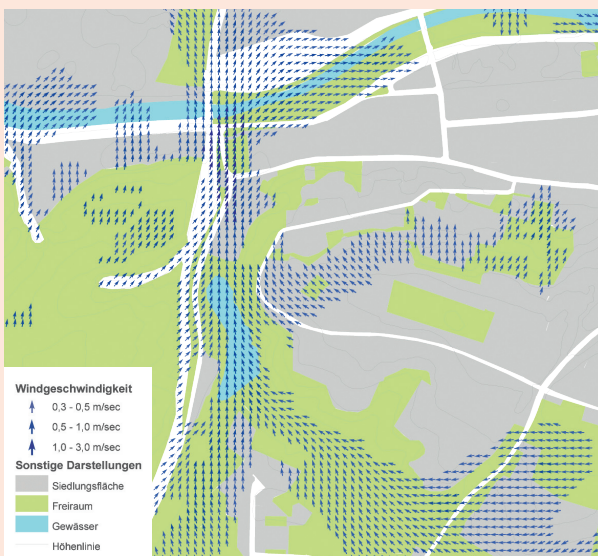 Windgeschwindigkeit
0,3 - 0,5 m/sec
0,5 - 1,0 m/sec
1,0 - 3,0 m/sec
Sonstige Darstellungen
Siedlungsfläche
Freiraum
Gewässer
Höhenlinie